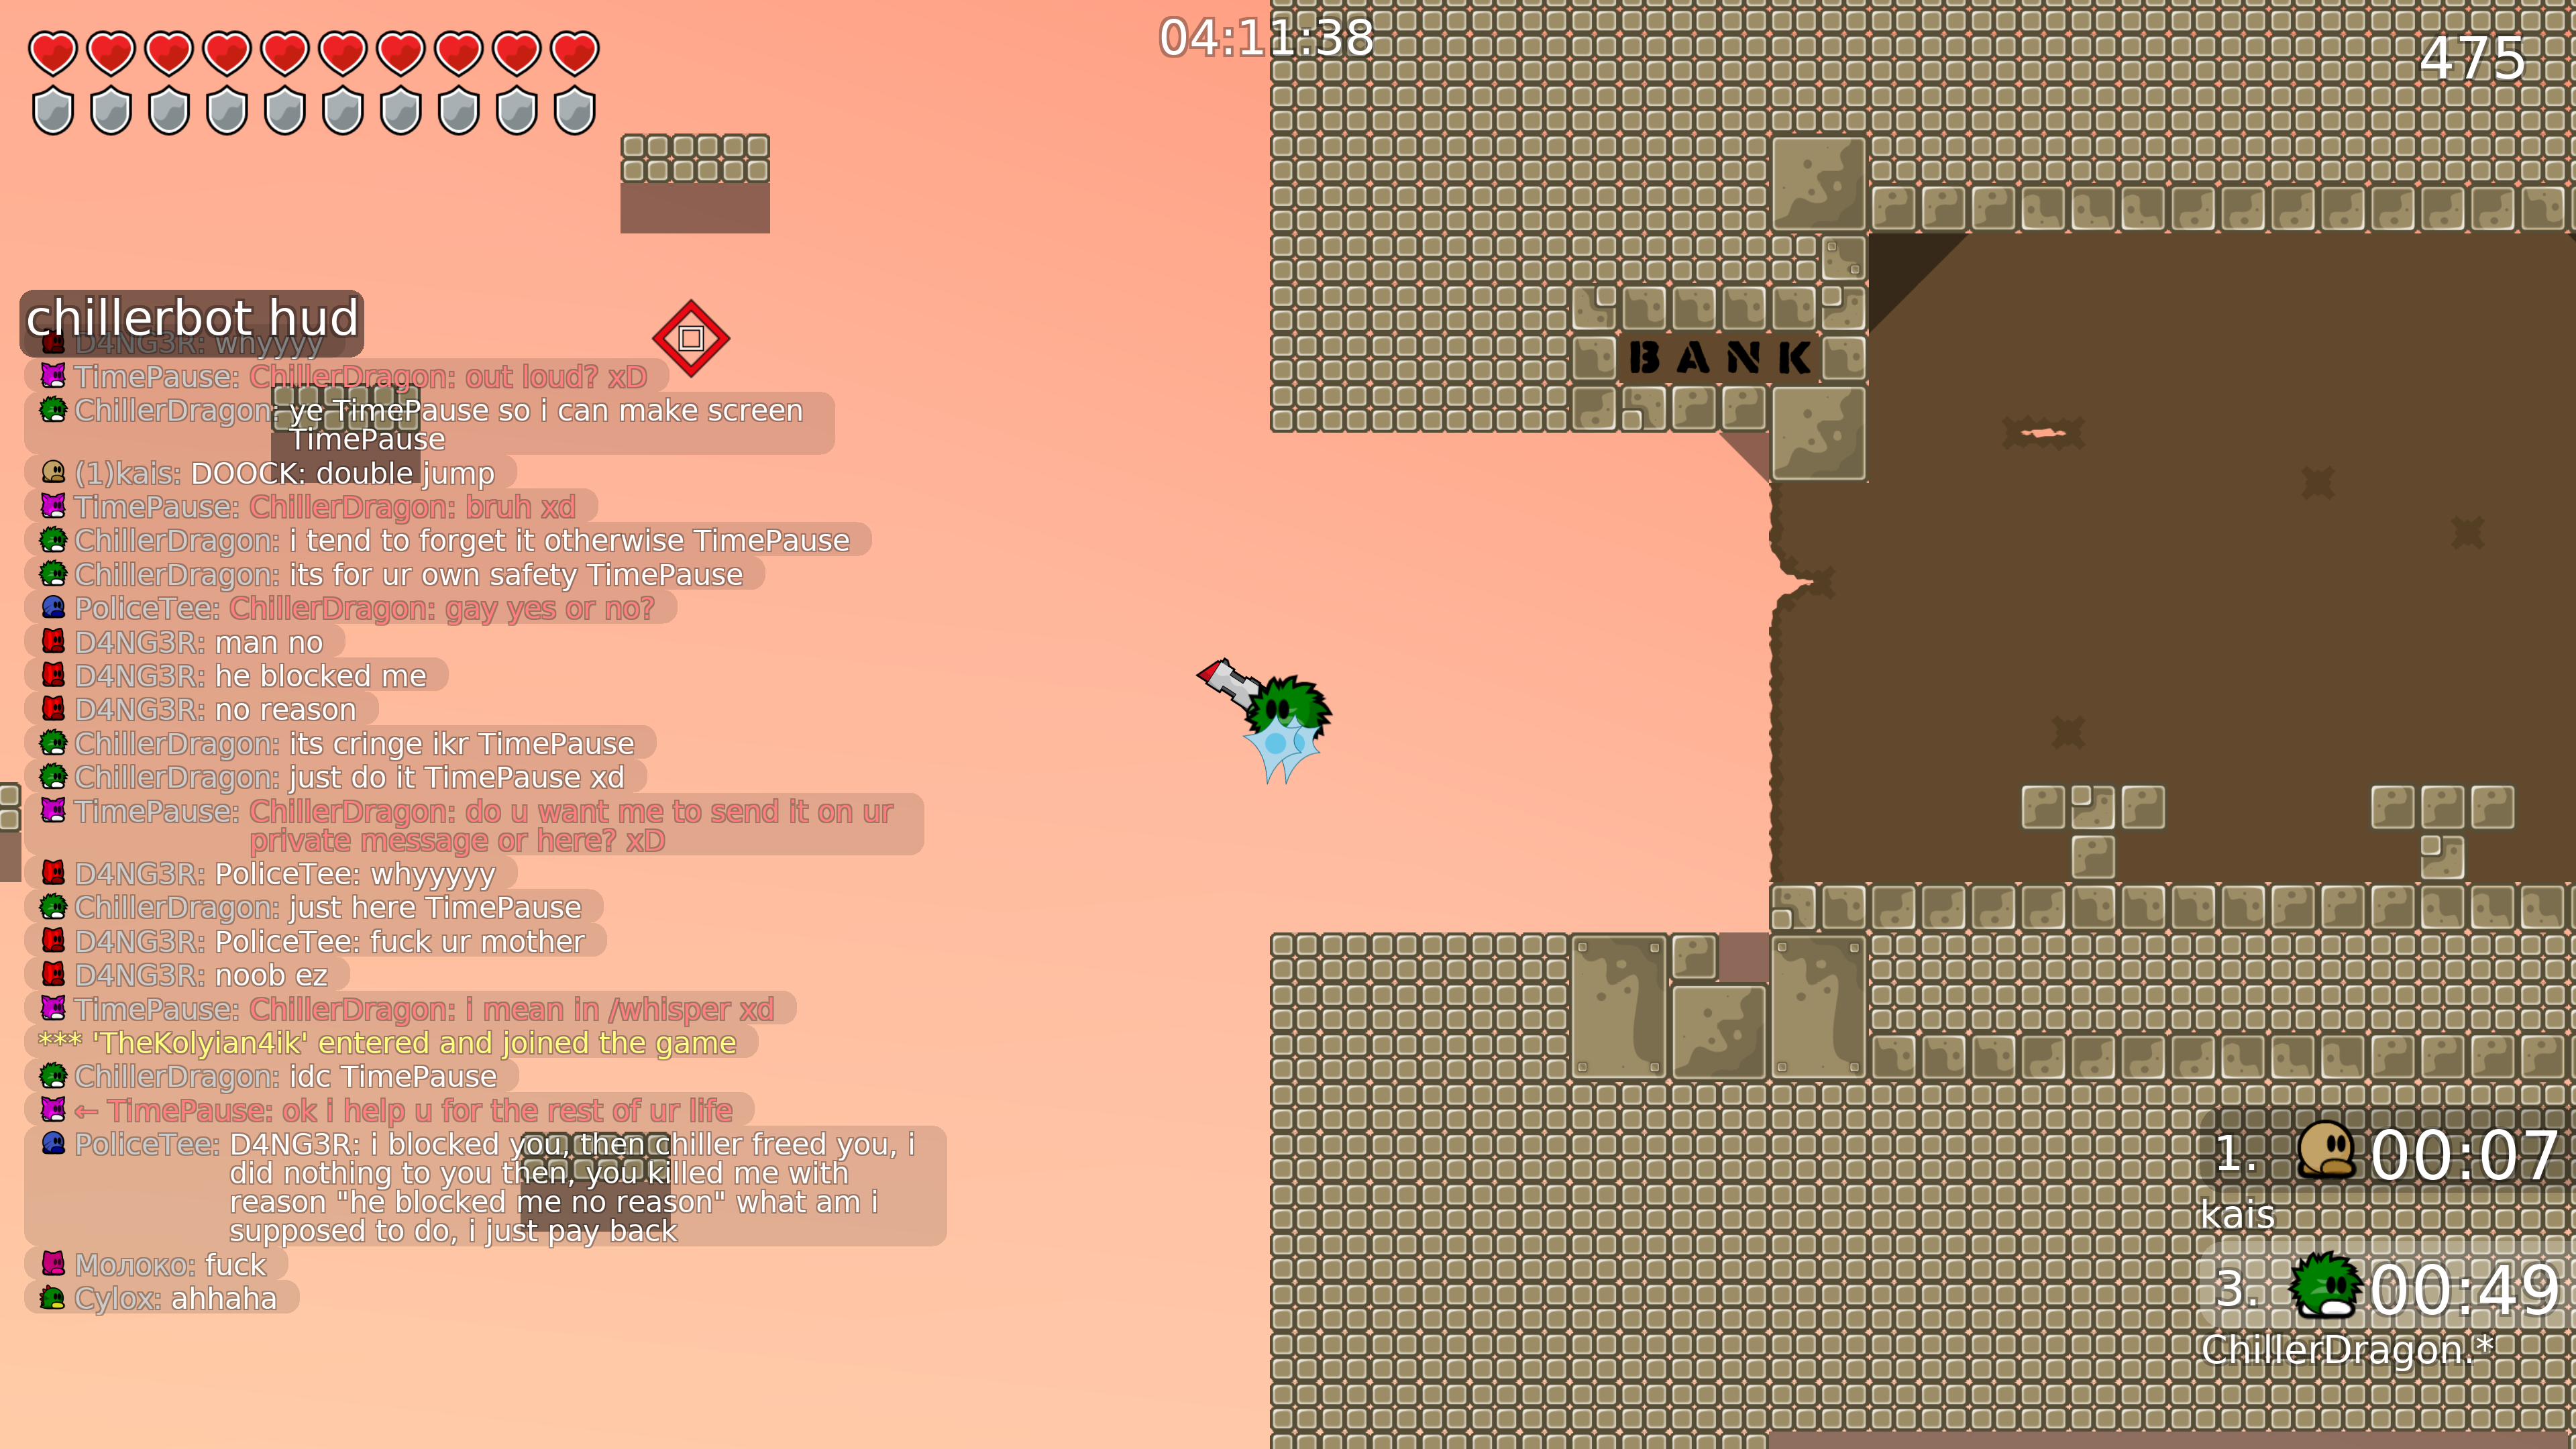 04:11:38
475
chillerbot hud
D4NG3R: whyyyy
TimePause: ChillerDragon: out loud? xD
ChillerDragon: ye TimePause so i can make screen
TimePause
(1)kais: DOOCK: double jump
TimePause: ChillerDragon: bruh xd
ChillerDragon: i tend to forget it otherwise TimePause
ChillerDragon: its for ur own safety TimePause
PoliceTee: ChillerDragon: gay yes or no?
D4NG3R: man no
D4NG3R: he blocked me
D4NG3R: no reason
ChillerDragon: its cringe ikr TimePause
ChillerDragon: just do it TimePause xd
TimePause: ChillerDragon: do u want me to send it on ur
private message or here? xD
D4NG3R: PoliceTee: whyyyyy
ChillerDragon: just here TimePause
D4NG3R: PoliceTee: fuck ur mother
D4NG3R: noob ez
TimePause: ChillerDragon: i mean in /whisper xd
*** 'TheKolyian4ik' entered and joined the game
ChillerDragon: idc TimePause
← TimePause: ok i help u for the rest of ur life
PoliceTee: D4NG3R: i blocked you, then chiller freed you, i
did nothing to you then, you killed me with
reason "he blocked me no reason" what am i
supposed to do, i just pay back
Молоко: fuck
Cylox: ahhaha
BANK
1. 00:07
kais
3. 00:49
ChillerDragon.*